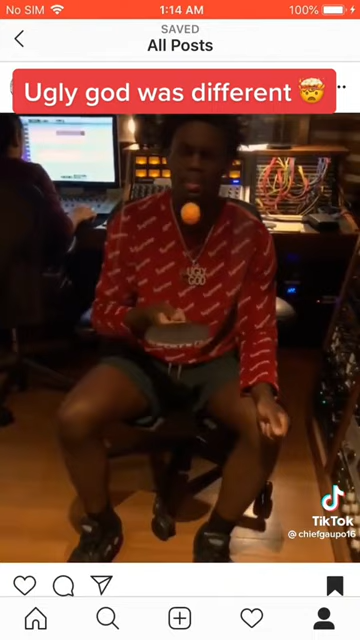 No SIM
1:14 AM
100%
SAVED
All Posts
Ugly god was different 🤯
UGLY
GOD
TikTok
@ chiefgaupo16